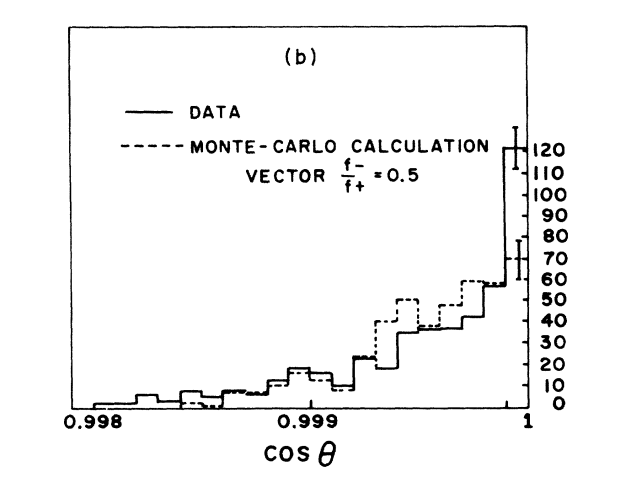 (b)
DATA
MONTE-CARLO CALCULATION
VECTOR f-/f+ = 0.5
120
110
100
90
80
70
60
50
40
30
20
10
0
0.998 0.999 1
COS θ